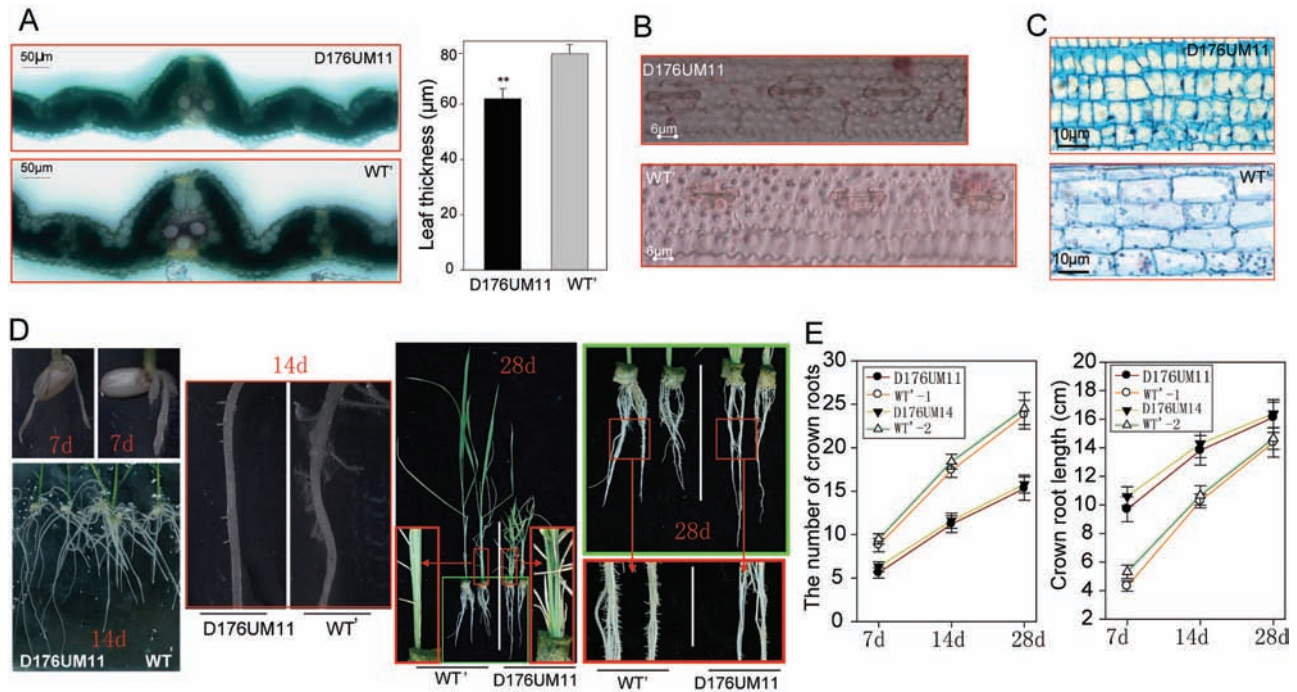 A
50μm
D176UM11
50μm
WT'
Leaf thickness (μm)
80
60
40
20
0
**
D176UM11
WT'
B
D176UM11
6μm
WT'
6μm
C
D176UM11
10μm
WT'
10μm
D
7d
7d
14d
D176UM11
WT'
14d
D176UM11
WT'
28d
WT'
D176UM11
28d
WT'
D176UM11
E
The number of crown roots
30
25
20
15
10
5
0
D176UM11
WT'-1
D176UM14
WT'-2
7d
14d
28d
Crown root length (cm)
20
18
16
14
12
10
8
6
4
2
0
D176UM11
WT'-1
D176UM14
WT'-2
7d
14d
28d